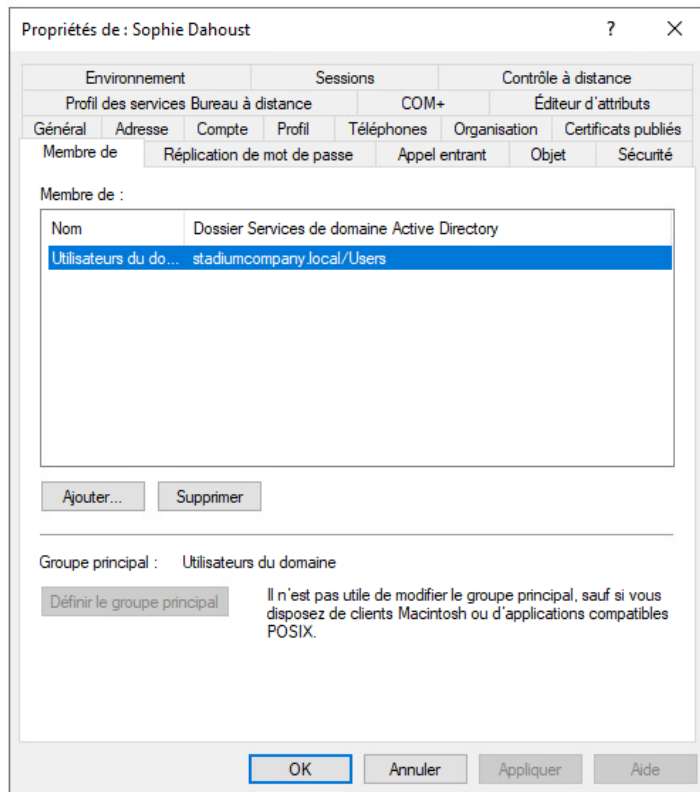 Propriétés de : Sophie Dahoust
? X
Environnement Sessions Contrôle à distance
Profil des services Bureau à distance COM+ Éditeur d'attributs
Général Adresse Compte Profil Téléphones Organisation Certificats publiés
Membre de Réplication de mot de passe Appel entrant Objet Sécurité
Membre de :
Nom Dossier Services de domaine Active Directory
Utilisateurs du do... stadiumcompany.local/Users
Ajouter... Supprimer
Groupe principal : Utilisateurs du domaine
Définir le groupe principal
Il n'est pas utile de modifier le groupe principal, sauf si vous
disposez de clients Macintosh ou d'applications compatibles
POSIX.
OK Annuler Appliquer Aide